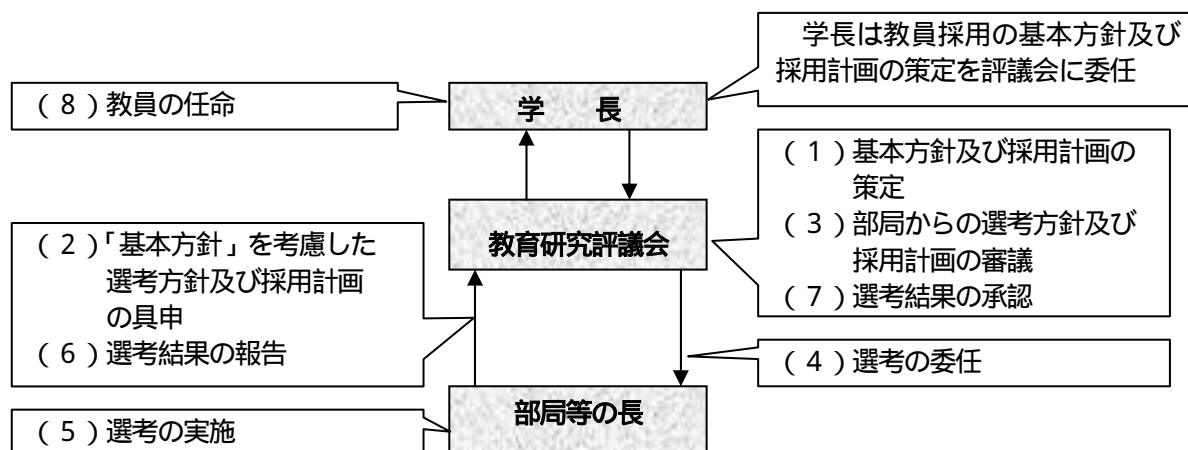 学長は教員採用の基本方針及び
採用計画の策定を評議会に委任
(8)教員の任命
学　　長
(1)基本方針及び採用計画の
策定
(3)部局からの選考方針及び
採用計画の審議
(7)選考結果の承認
教育研究評議会
(2)「基本方針」を考慮した
選考方針及び採用計画
の具申
(6)選考結果の報告
(4)選考の委任
部局等の長
(5)選考の実施